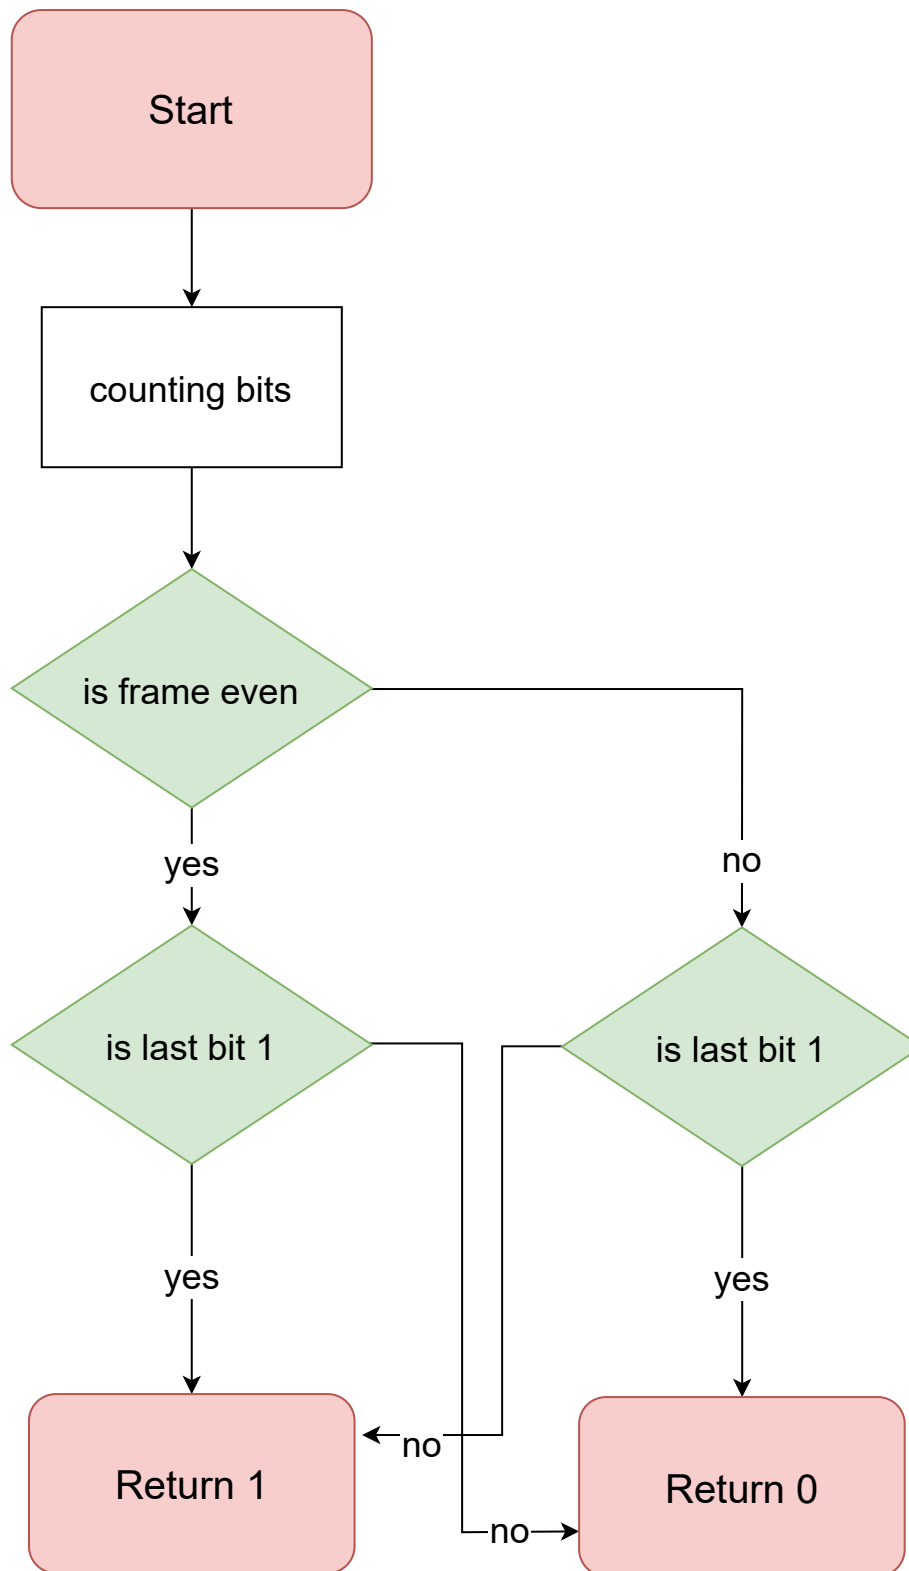 Start
counting bits
is frame even
yes
no
is last bit 1
is last bit 1
yes
yes
no
Return 1
Return 0
no